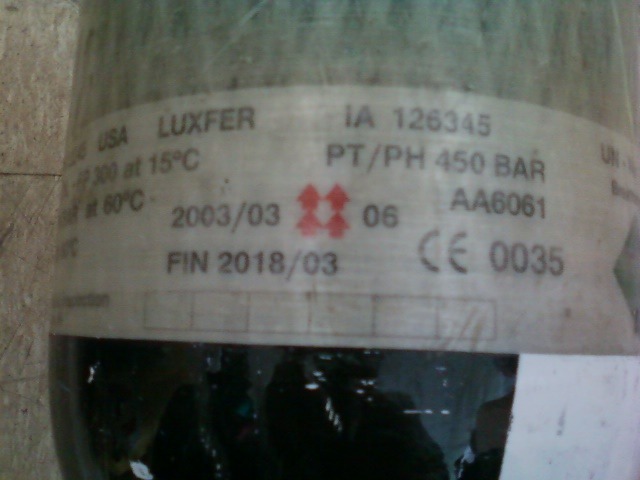 USA LUXFER IA 126345
300 at 15°C PT/PH 450 BAR UN
at 60°C 2003/03 06 AA6061
FIN 2018/03 CE 0035